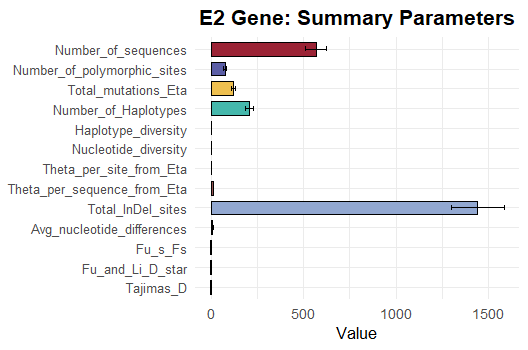 E2 Gene: Summary Parameters
Number_of_sequences
Number_of_polymorphic_sites
Total_mutations_Eta
Number_of_Haplotypes
Haplotype_diversity
Nucleotide_diversity
Theta_per_site_from_Eta
Theta_per_sequence_from_Eta
Total_InDel_sites
Avg_nucleotide_differences
Fu_s_Fs
Fu_and_Li_D_star
Tajimas_D
0 500 1000 1500
Value